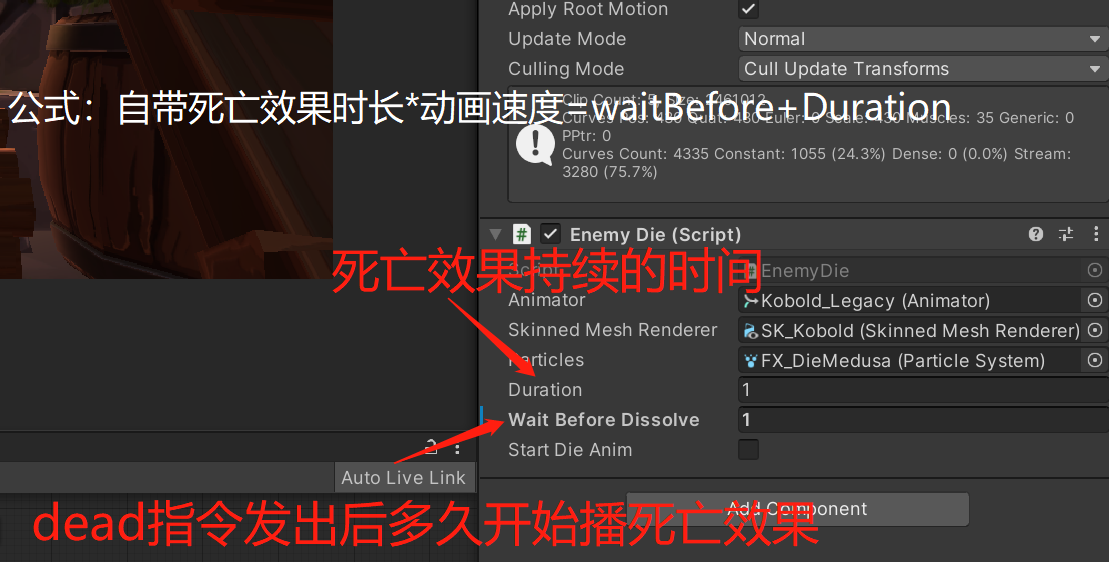 Apply Root Motion
Update Mode Normal
Culling Mode Cull Update Transforms
公式：自带死亡效果时长*动画速度=waitBefore+Duration
Clip Count: 5 Size: 2461012
Curves Pos: 430 Quat: 430 Euler: 0 Scale: 430 Muscles: 35 Generic: 0
PPtr: 0
Curves Count: 4335 Constant: 1055 (24.3%) Dense: 0 (0.0%) Stream:
3280 (75.7%)
# Enemy Die (Script)
死亡效果持续的时间
Script EnemyDie
Animator Kobold_Legacy (Animator)
Skinned Mesh Renderer SK_Kobold (Skinned Mesh Renderer)
Particles FX_DieMedusa (Particle System)
Duration 1
Wait Before Dissolve 1
Start Die Anim
Auto Live Link
dead指令发出后多久开始播死亡效果
Add Component